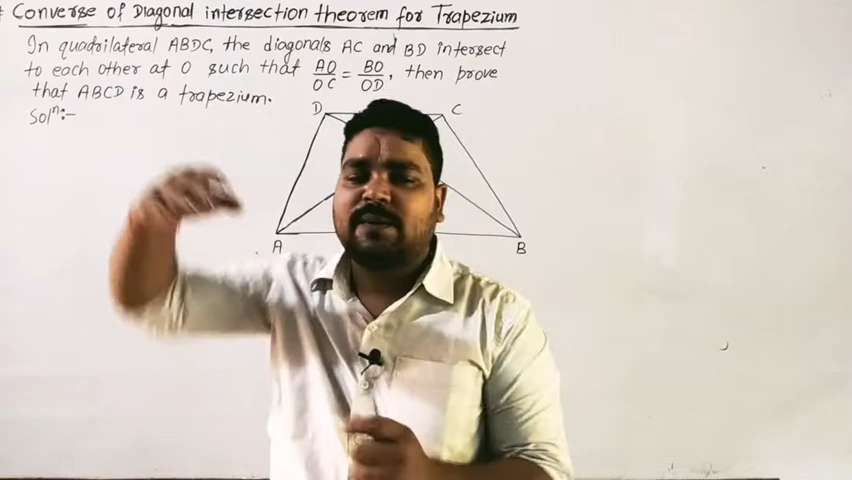 Converse of Diagonal intersection theorem for Trapezium
In quadrilateral ABDC, the diagonals AC and BD intersect
to each other at O such that AO/OC = BO/OD, then prove
that ABCD is a trapezium.
Solⁿ:-
D C
A B